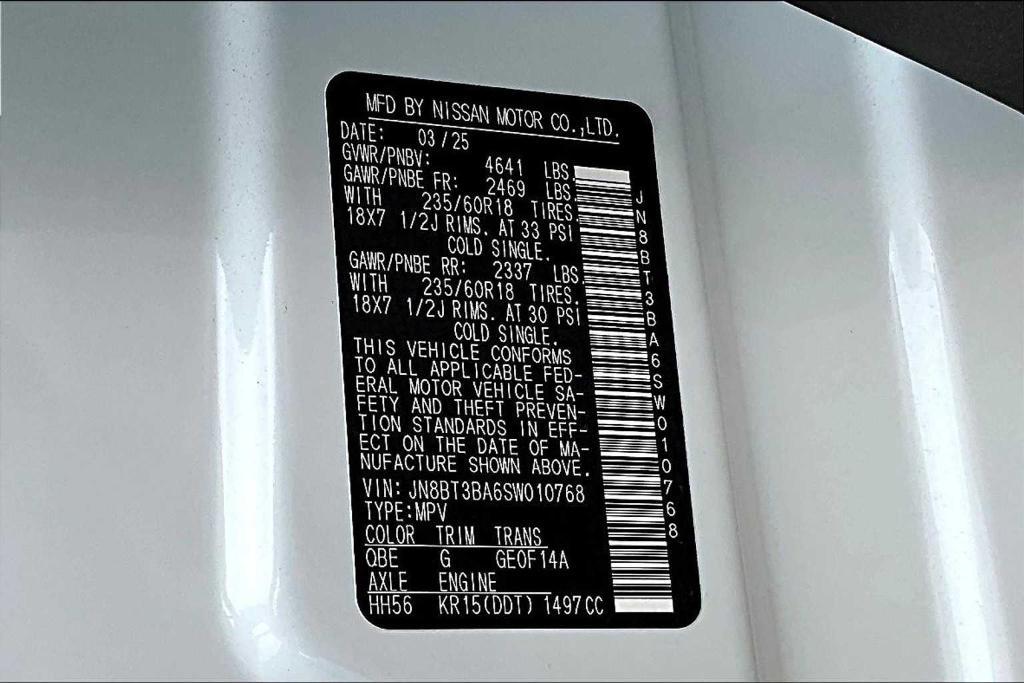 MFD BY NISSAN MOTOR CO.,LTD.
DATE: 03/25
GVWR/PNBV: 4641 LBS.
GAWR/PNBE FR: 2469 LBS.
WITH 235/60R18 TIRES.
18X7 1/2J RIMS. AT 33 PSI
COLD SINGLE.
GAWR/PNBE RR: 2337 LBS.
WITH 235/60R18 TIRES.
18X7 1/2J RIMS. AT 30 PSI
COLD SINGLE.
THIS VEHICLE CONFORMS
TO ALL APPLICABLE FED-
ERAL MOTOR VEHICLE SA-
FETY AND THEFT PREVEN-
TION STANDARDS IN EFF-
ECT ON THE DATE OF MA-
NUFACTURE SHOWN ABOVE.
VIN: JN8BT3BA6SW010768
TYPE:MPV
COLOR TRIM TRANS
QBE G GE0F14A
AXLE ENGINE
HH56 KR15(DDT) 1497CC
JN8BT3BA6SW010768